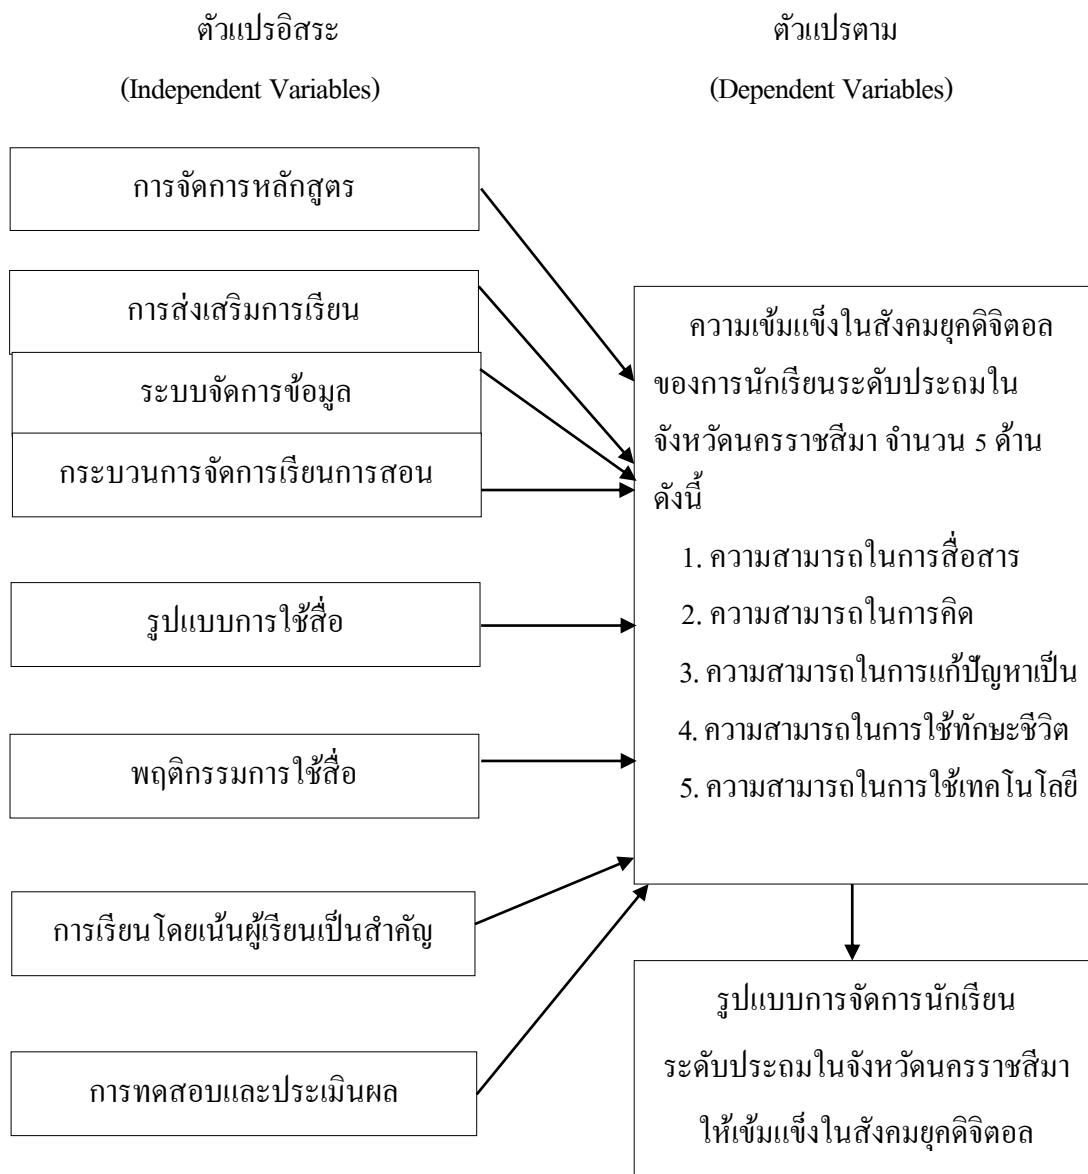 ตัวแปรอิสระ
(Independent Variables)
ตัวแปรตาม
(Dependent Variables)
การจัดการหลักสูตร
การส่งเสริมการเรียน
ระบบจัดการข้อมูล
กระบวนการจัดการเรียนการสอน
รูปแบบการใช้สื่อ
พฤติกรรมการใช้สื่อ
การเรียนโดยเน้นผู้เรียนเป็นสำคัญ
การทดสอบและประเมินผล
ความเข้มแข็งในสังคมยุคดิจิตอล
ของการนักเรียนระดับประถมใน
จังหวัดนครราชสีมา จำนวน 5 ด้าน
ดังนี้
1. ความสามารถในการสื่อสาร
2. ความสามารถในการคิด
3. ความสามารถในการแก้ปัญหาเป็น
4. ความสามารถในการใช้ทักษะชีวิต
5. ความสามารถในการใช้เทคโนโลยี
รูปแบบการจัดการนักเรียน
ระดับประถมในจังหวัดนครราชสีมา
ให้เข้มแข็งในสังคมยุคดิจิตอล